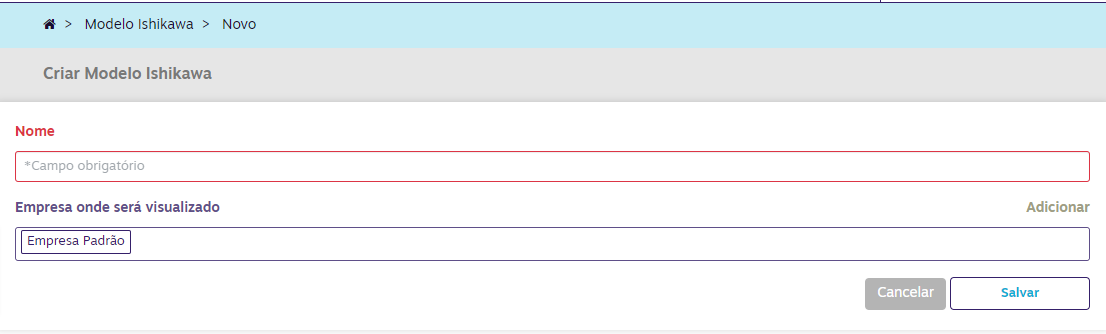 > Modelo Ishikawa > Novo
Criar Modelo Ishikawa
Nome
*Campo obrigatório
Empresa onde será visualizado Adicionar
Empresa Padrão
Cancelar Salvar